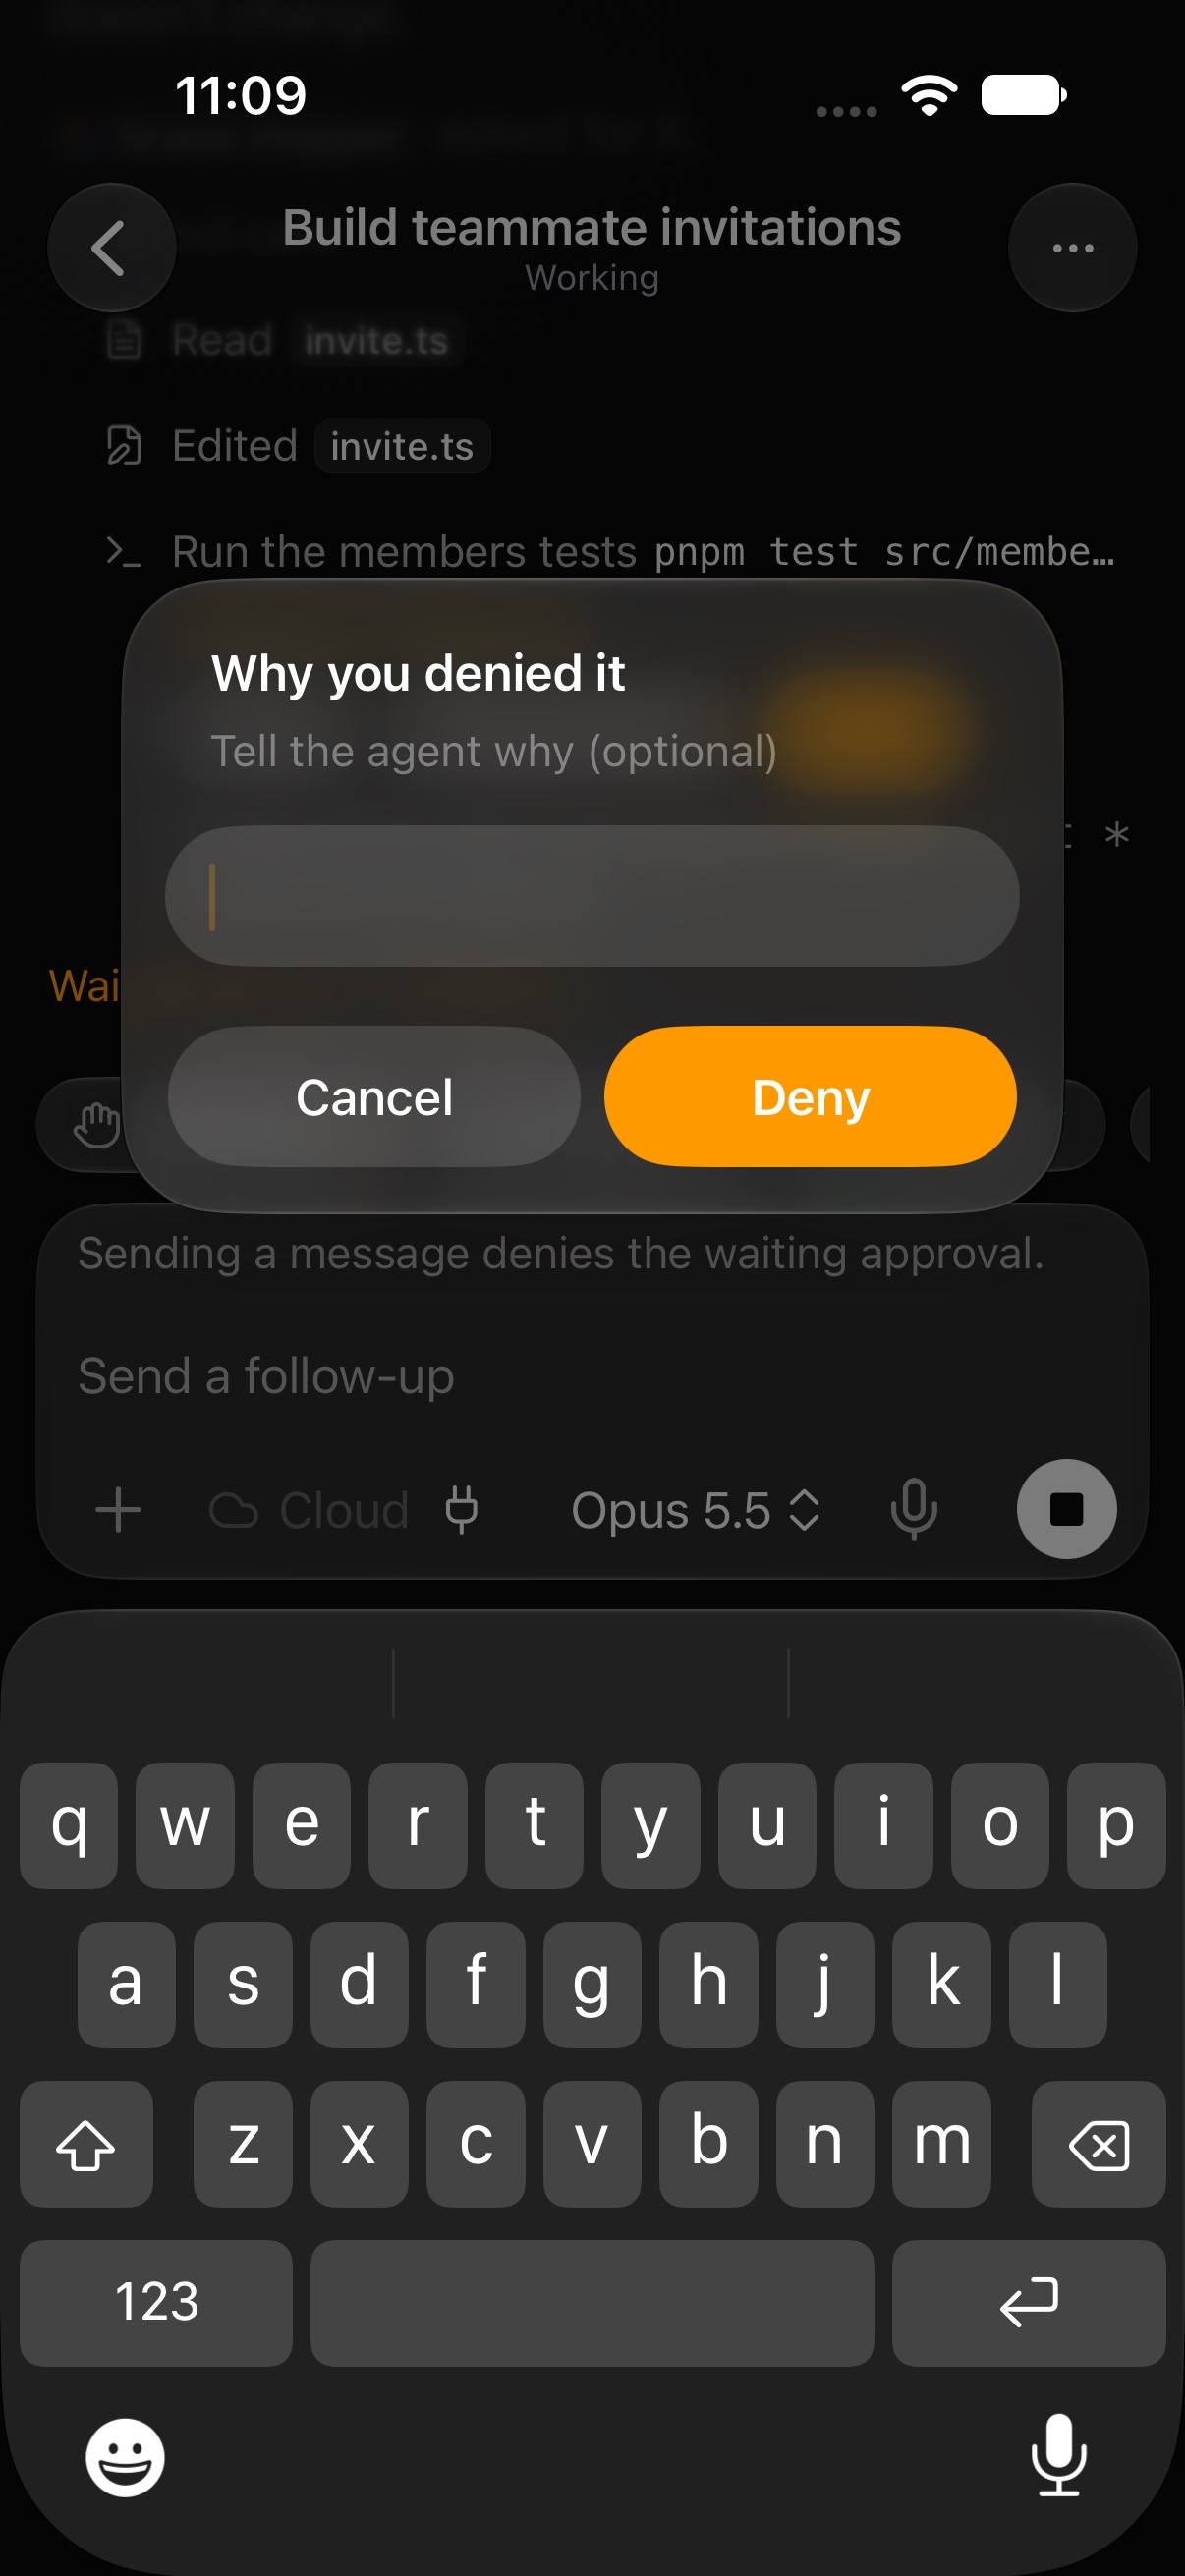 11:09
Build teammate invitations
Working
Read invite.ts
Edited invite.ts
Run the members tests pnpm test src/membe…
Why you denied it
Tell the agent why (optional)
*
Wai
Cancel
Deny
Sending a message denies the waiting approval.
Send a follow-up
Cloud
Opus 5.5
q w e r t y u i o p
a s d f g h j k l
z x c v b n m
123